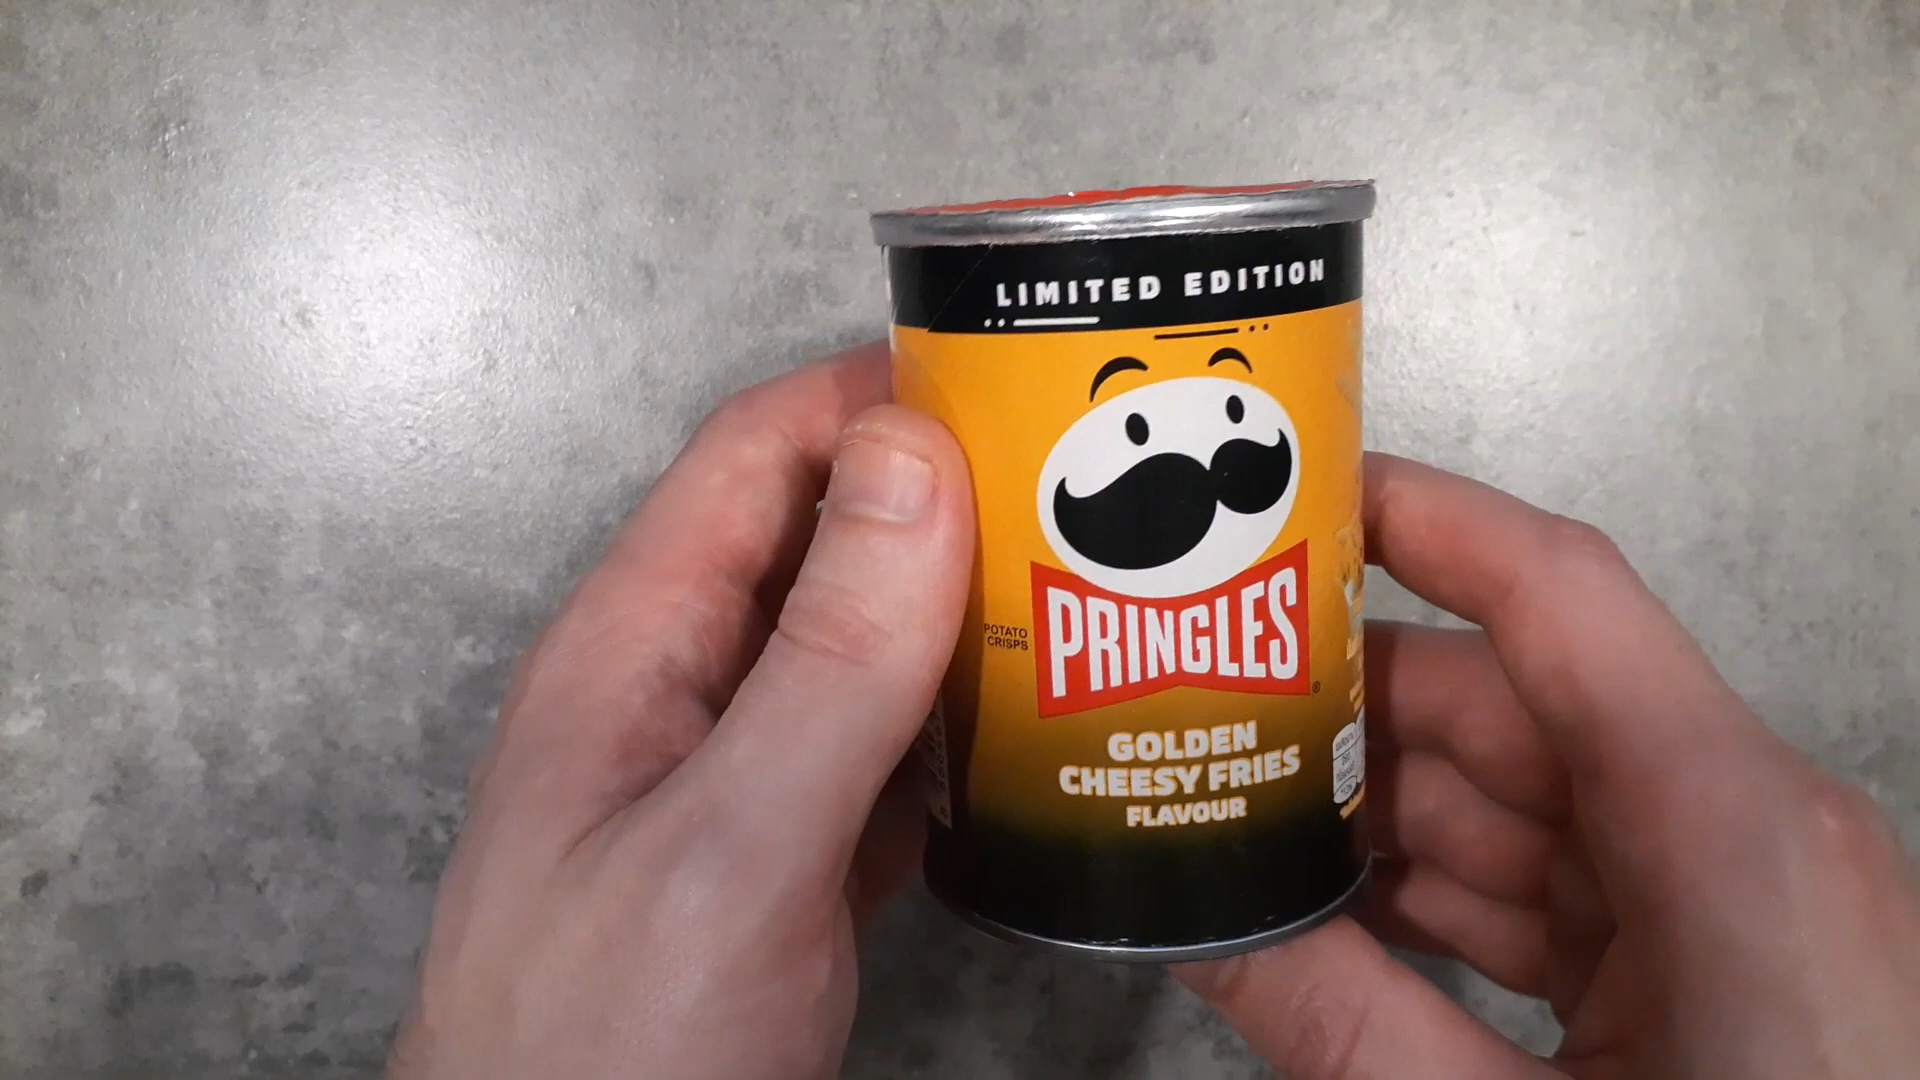 LIMITED EDITION
POTATO
CRISPS
PRINGLES
®
GOLDEN
CHEESY FRIES
FLAVOUR